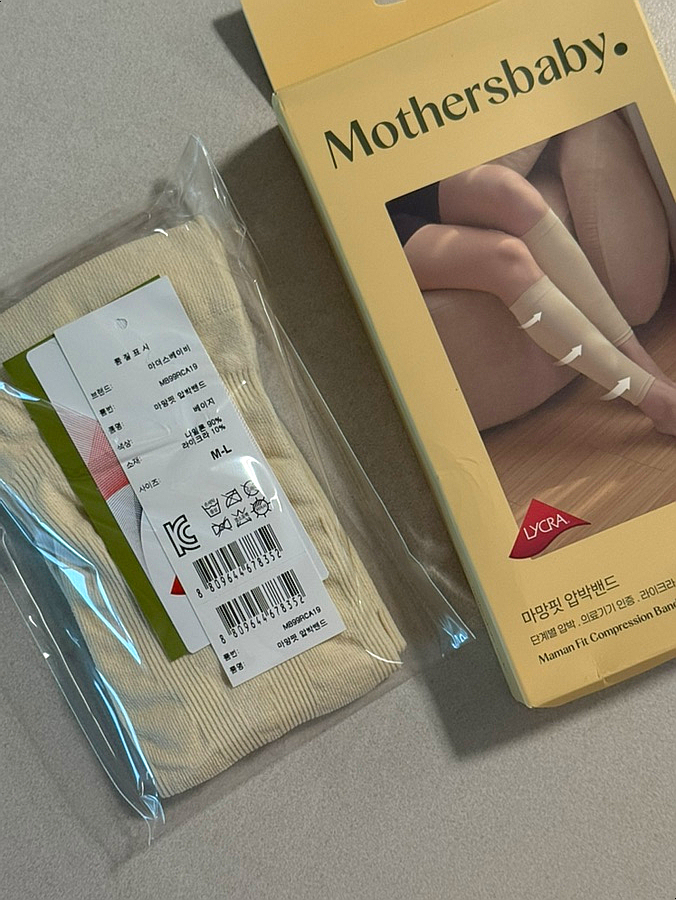 Mothersbaby.
LYCRA
마망핏 압박밴드
단계별 압박 . 의료기기 인증 . 라이크라
Maman Fit Compression Band
품질표시
브랜드: 마더스베이비
품번: MB99RCA19
품명: 마망핏 압박밴드
색상: 베이지
소재: 나일론 90%
라이크라 10%
사이즈: M-L
8 809644 678352
8 809644 678352
품번: MB99RCA19
품명: 마망핏 압박밴드